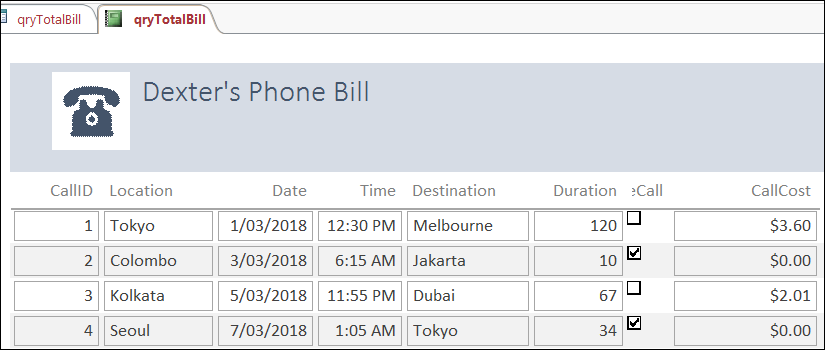 qryTotalBill qryTotalBill
Dexter's Phone Bill
CallID Location Date Time Destination Duration eCall CallCost
1 Tokyo 1/03/2018 12:30 PM Melbourne 120 $3.60
2 Colombo 3/03/2018 6:15 AM Jakarta 10 $0.00
3 Kolkata 5/03/2018 11:55 PM Dubai 67 $2.01
4 Seoul 7/03/2018 1:05 AM Tokyo 34 $0.00